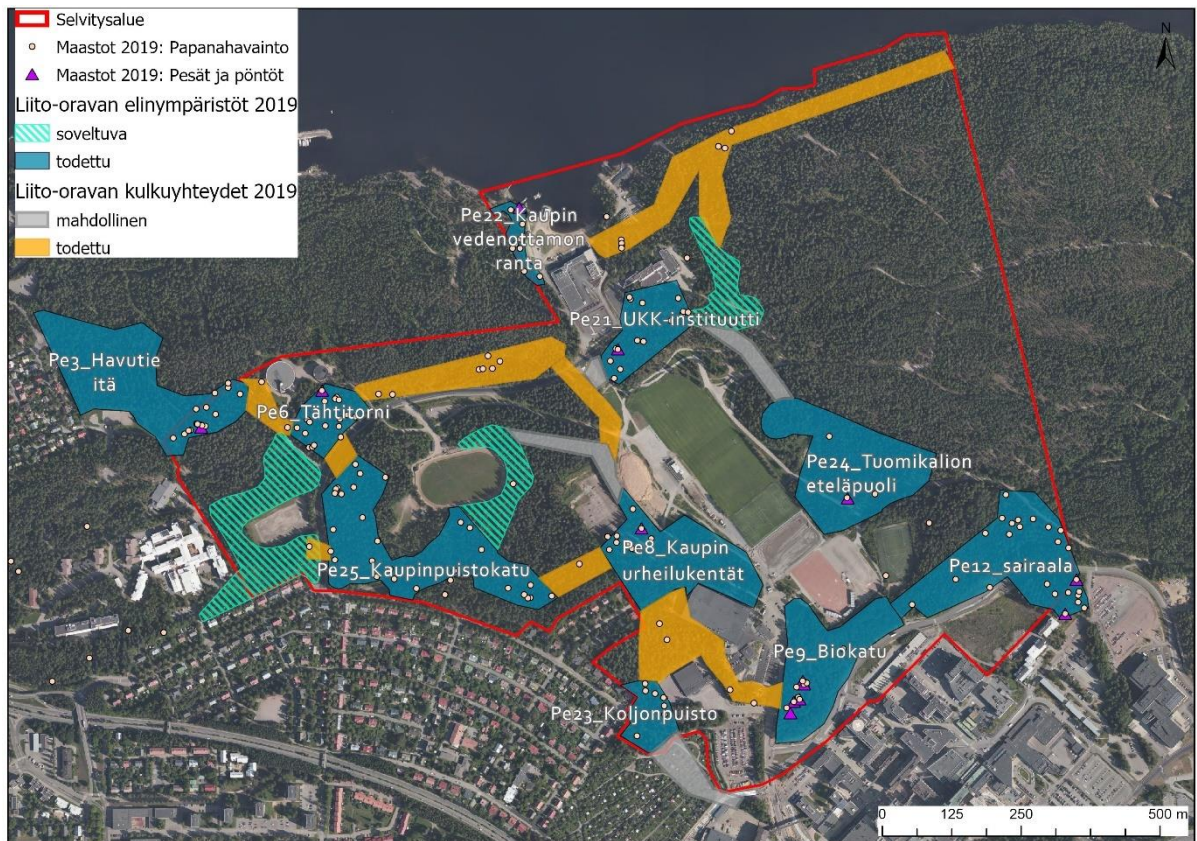 Selvitysalue
Maastot 2019: Papanahavainto
Maastot 2019: Pesät ja pöntöt
Liito-oravan elinympäristöt 2019
soveltuva
todettu
Liito-oravan kulkuyhteydet 2019
mahdollinen
todettu
N
Pe22_Kaupin
vedenottamon
ranta
Pe21_UKK-instituutti
Pe3_Havutie
itä
Pe6_Tähtitorni
Pe24_Tuomikalion
eteläpuoli
Pe8_Kaupin
urheilukentät
Pe25_Kaupinpuistokatu
Pe12_sairaala
Pe9_Biokatu
Pe23_Koljonpuisto
0 125 250 500 m